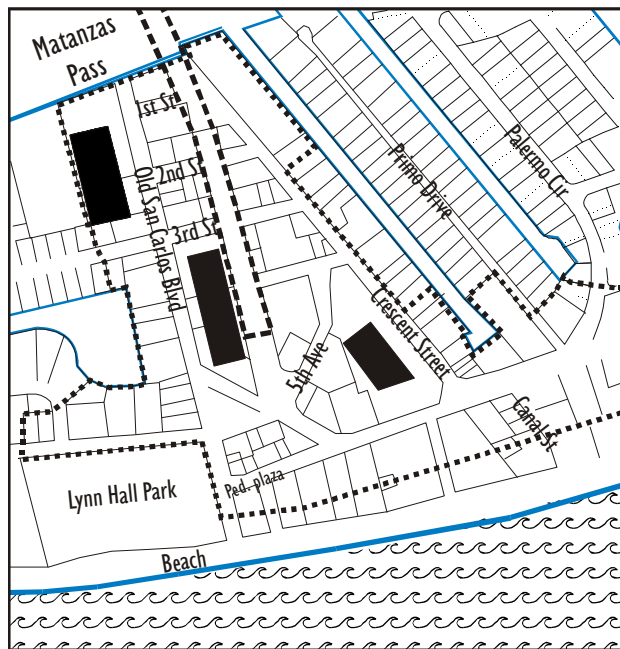 Matanzas
Pass
1st St
2nd St
3rd St
Old San Carlos Blvd
Primo Drive
Palermo Cir
Crescent Street
5th Ave
Canal St
Ped. plaza
Lynn Hall Park
Beach